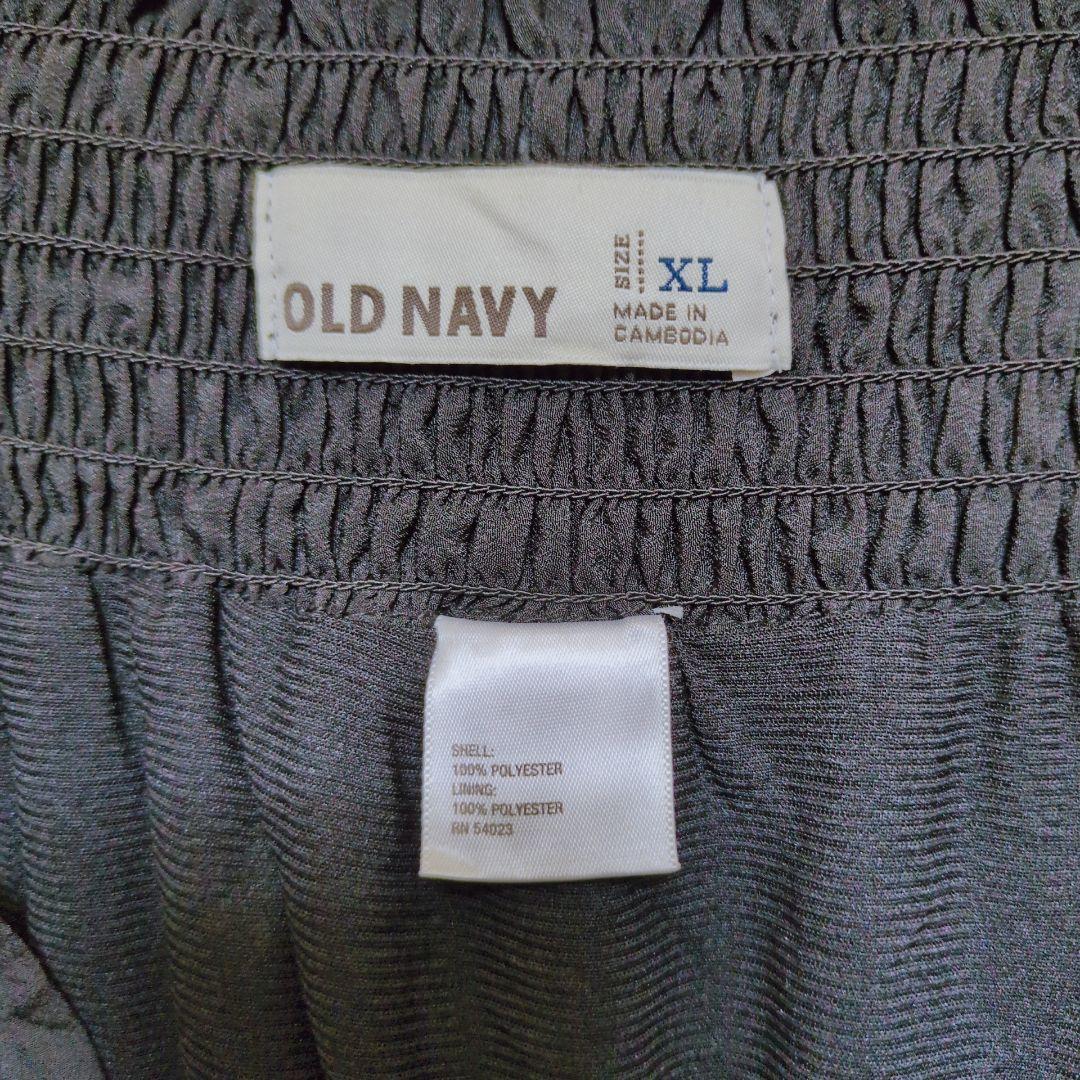 OLD NAVY
SIZE XL
MADE IN
CAMBODIA
SHELL:
100% POLYESTER
LINING:
100% POLYESTER
RN 54023